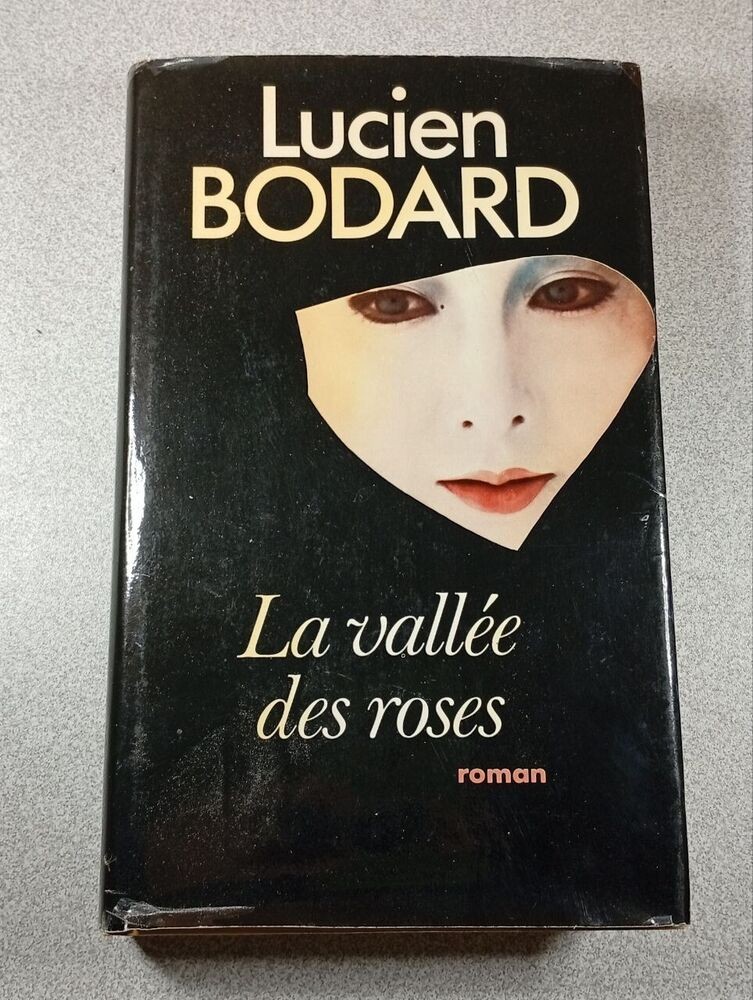 Lucien
BODARD
La vallée
des roses
roman